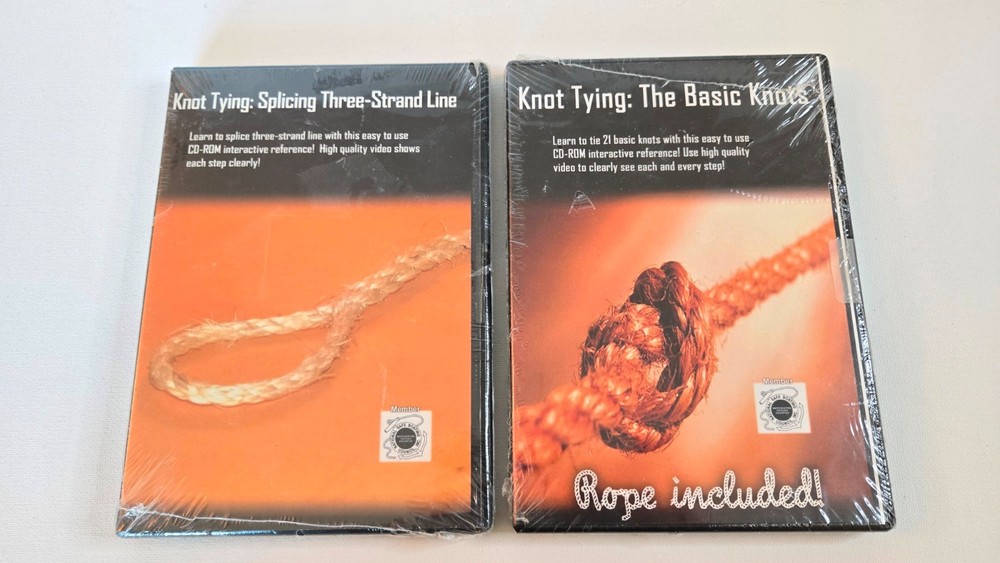 Knot Tying: Splicing Three-Strand Line
Learn to splice three-strand line with this easy to use
CD-ROM interactive reference! High quality video shows
each step clearly!
Member
Knot Tying: The Basic Knots
Learn to tie 21 basic knots with this easy to use
CD-ROM interactive reference! Use high quality
video to clearly see each and every step!
Member
Rope included!